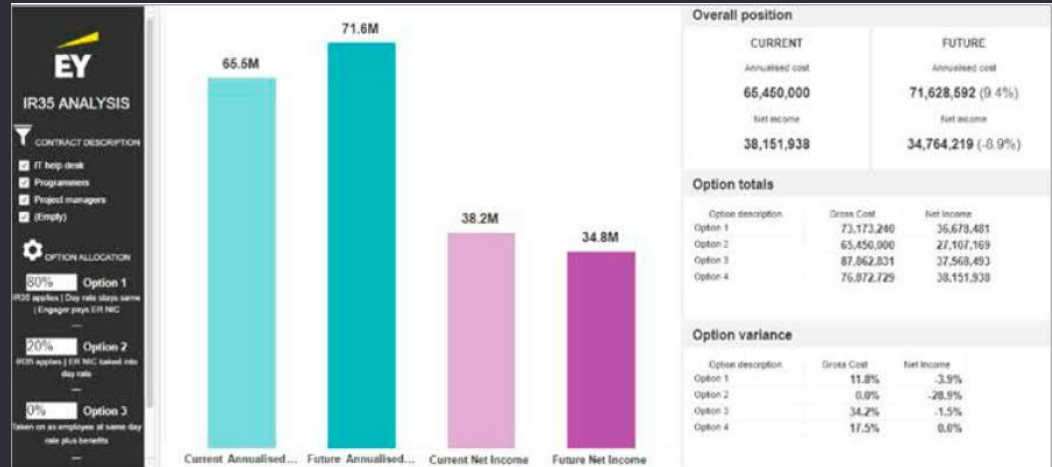 EY
IR35 ANALYSIS
CONTRACT DESCRIPTION
IT help desk
Programmers
Project managers
(Empty)
OPTION ALLOCATION
80% Option 1
IR35 applies | Day rate stays same
| Engager pays ER NIC
20% Option 2
IR35 applies | ER NIC baked into
day rate
0% Option 3
Taken on as employee at same day
rate plus benefits
65.5M
71.6M
38.2M
34.8M
Current Annualised...
Future Annualised...
Current Net Income
Future Net Income
Overall position
CURRENT
Annualised cost
65,450,000
Net income
38,151,938
FUTURE
Annualised cost
71,628,592 (9.4%)
Net income
34,764,219 (-8.9%)
Option totals
Option description Gross Cost Net Income
Option 1 73,173,240 36,678,481
Option 2 65,450,000 27,107,169
Option 3 87,862,831 37,568,493
Option 4 76,872,729 38,151,938
Option variance
Option description Gross Cost Net Income
Option 1 11.8% -3.9%
Option 2 0.0% -28.9%
Option 3 34.2% -1.5%
Option 4 17.5% 0.0%